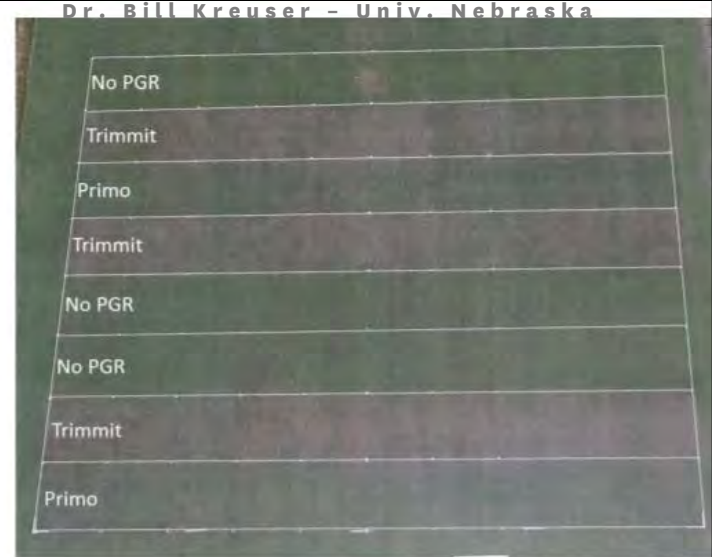 Dr. Bill Kreuser – Univ. Nebraska
No PGR
Trimmit
Primo
Trimmit
No PGR
No PGR
Trimmit
Primo